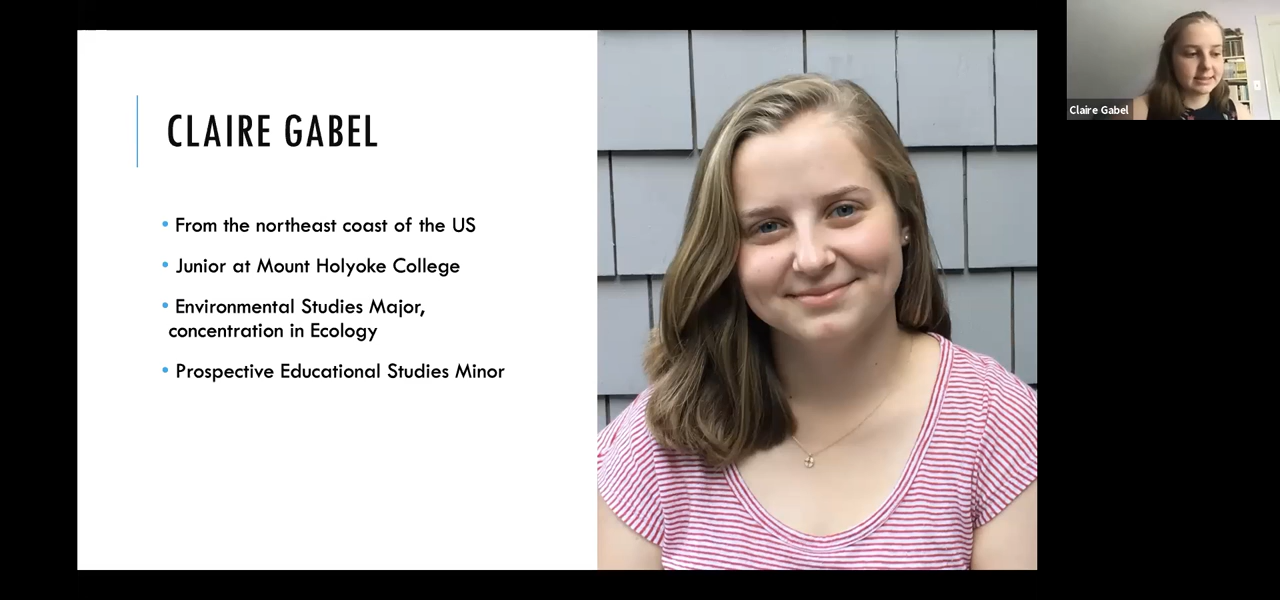 CLAIRE GABEL
• From the northeast coast of the US
• Junior at Mount Holyoke College
• Environmental Studies Major,
concentration in Ecology
• Prospective Educational Studies Minor
Claire Gabel